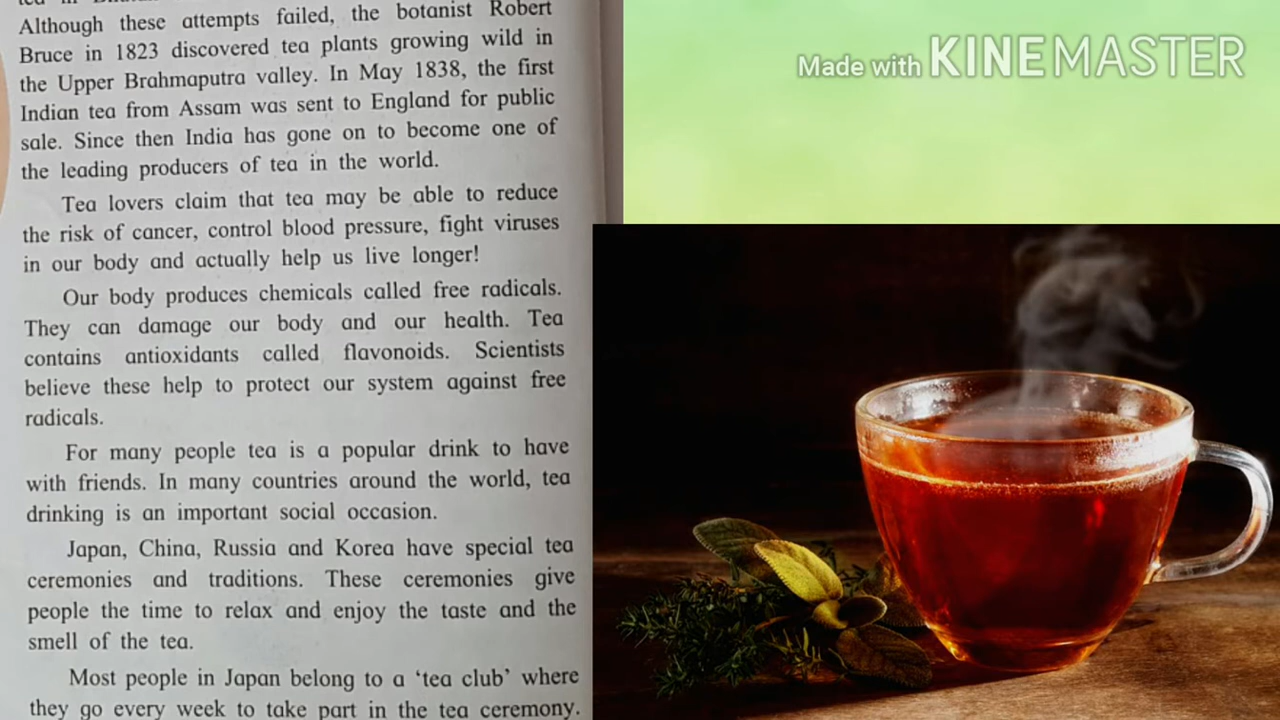 Although these attempts failed, the botanist Robert
Bruce in 1823 discovered tea plants growing wild in
the Upper Brahmaputra valley. In May 1838, the first
Indian tea from Assam was sent to England for public
sale. Since then India has gone on to become one of
the leading producers of tea in the world.
Tea lovers claim that tea may be able to reduce
the risk of cancer, control blood pressure, fight viruses
in our body and actually help us live longer!
Our body produces chemicals called free radicals.
They can damage our body and our health. Tea
contains antioxidants called flavonoids. Scientists
believe these help to protect our system against free
radicals.
For many people tea is a popular drink to have
with friends. In many countries around the world, tea
drinking is an important social occasion.
Japan, China, Russia and Korea have special tea
ceremonies and traditions. These ceremonies give
people the time to relax and enjoy the taste and the
smell of the tea.
Most people in Japan belong to a ‘tea club’ where
they go every week to take part in the tea ceremony.
Made with KINEMASTER